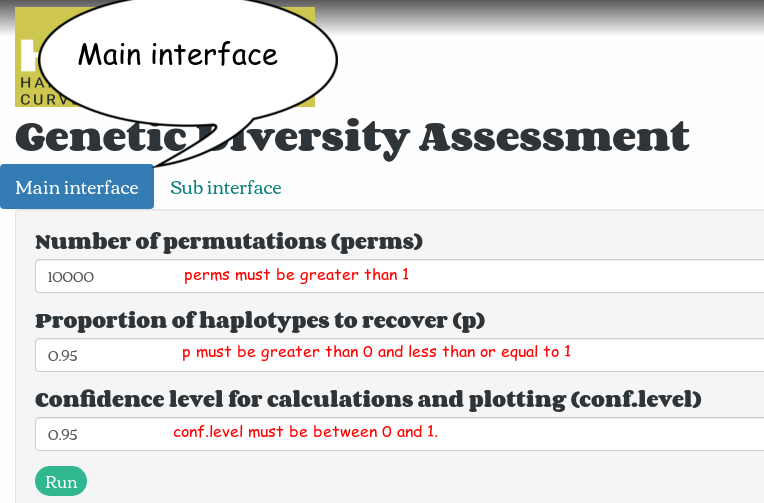 Main interface
CURV
Genetic Diversity Assessment
Main interface
Sub interface
Number of permutations (perms)
10000
perms must be greater than 1
Proportion of haplotypes to recover (p)
0.95
p must be greater than 0 and less than or equal to 1
Confidence level for calculations and plotting (conf.level)
0.95
conf.level must be between 0 and 1.
Run